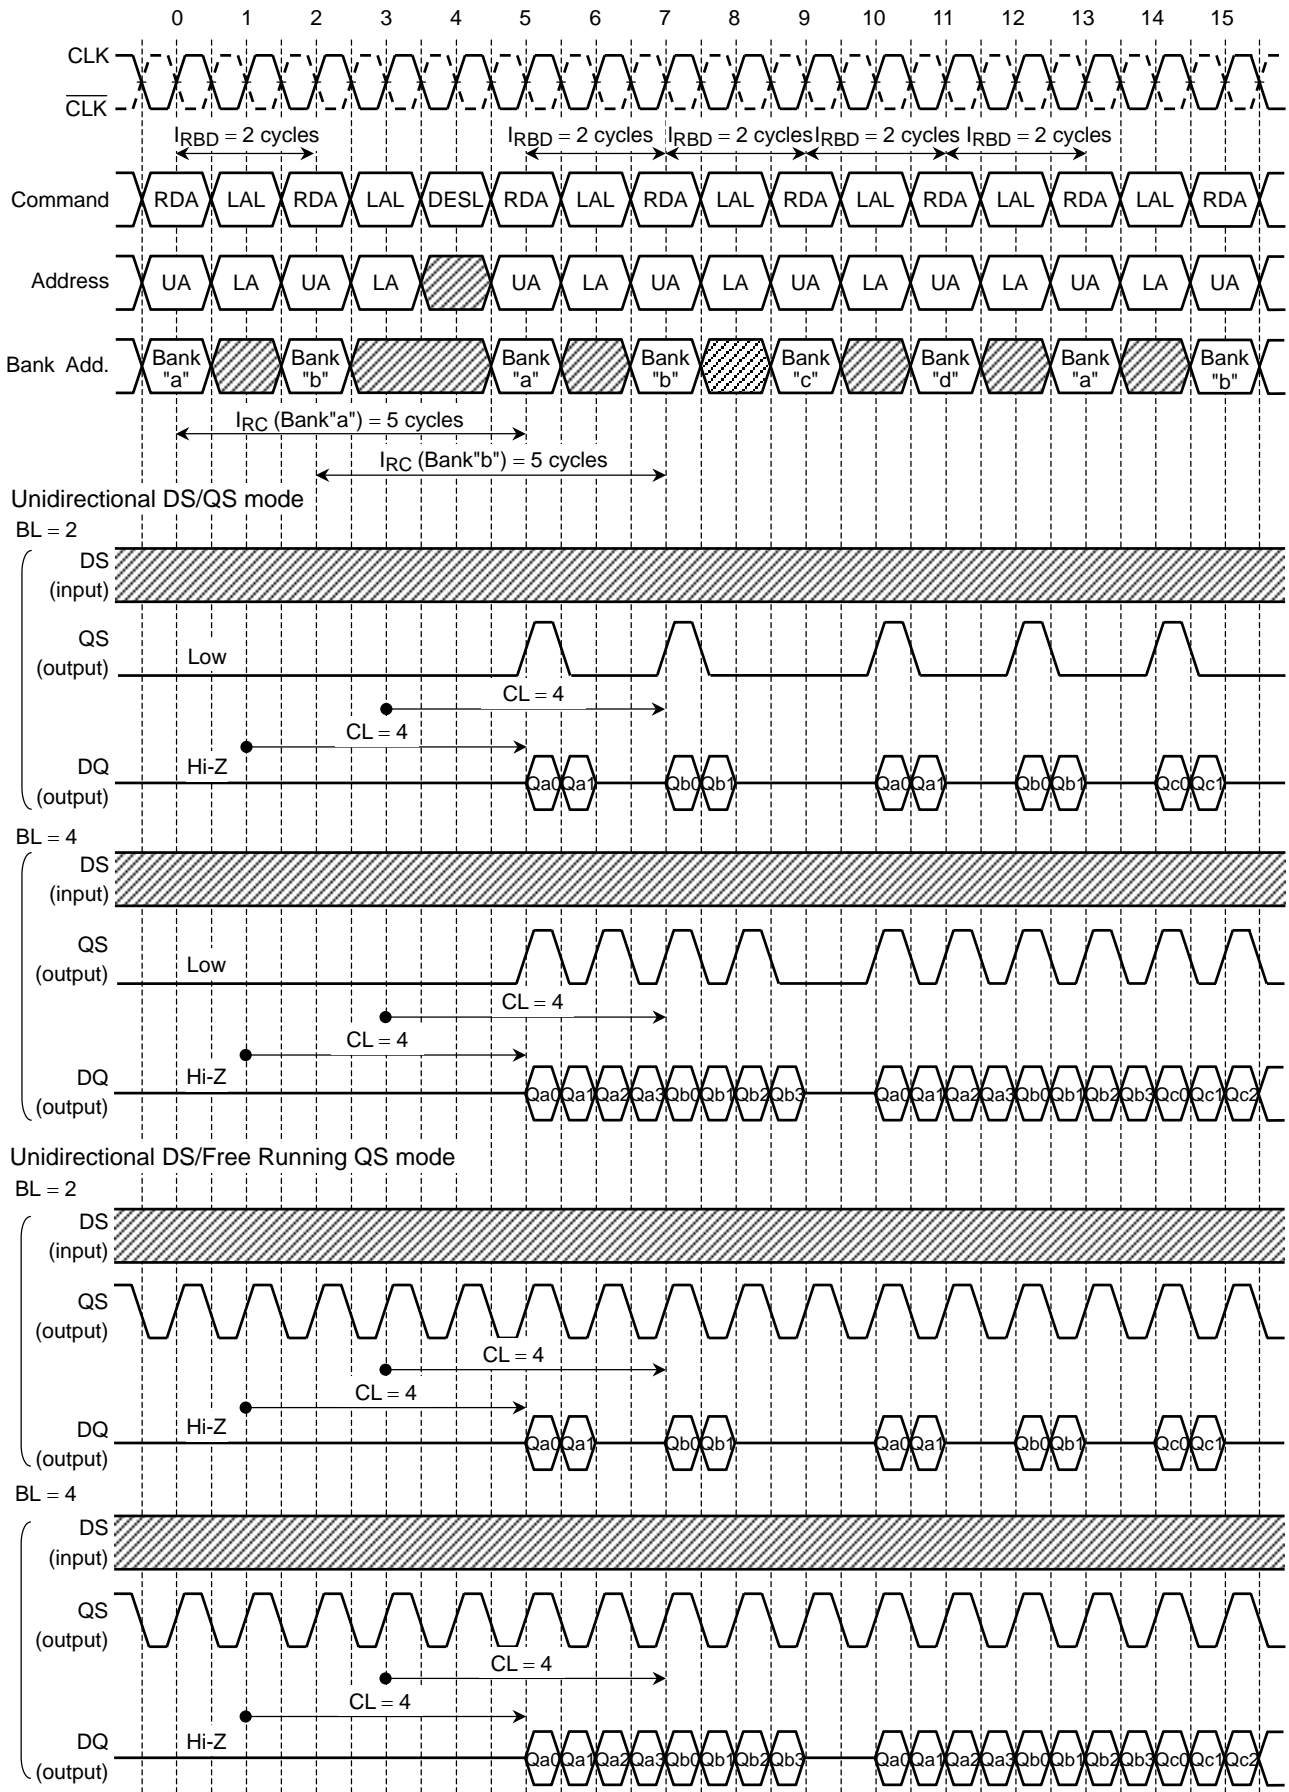 0 1 2 3 4 5 6 7 8 9 10 11 12 13 14 15
CLK
CLK
IRBD = 2 cycles IRBD = 2 cycles IRBD = 2 cycles IRBD = 2 cycles IRBD = 2 cycles
Command RDA LAL RDA LAL DESL RDA LAL RDA LAL RDA LAL RDA LAL RDA LAL RDA
Address UA LA UA LA UA LA UA LA UA LA UA LA UA LA UA
Bank Add. Bank "a" Bank "b" Bank "a" Bank "b" Bank "c" Bank "d" Bank "a" Bank "b"
IRC (Bank"a") = 5 cycles
IRC (Bank"b") = 5 cycles
Unidirectional DS/QS mode
BL = 2
DS
(input)
QS
(output) Low
CL = 4
CL = 4
DQ Hi-Z
(output) Qa0 Qa1 Qb0 Qb1 Qa0 Qa1 Qb0 Qb1 Qc0 Qc1
BL = 4
DS
(input)
QS
(output) Low
CL = 4
CL = 4
DQ Hi-Z
(output) Qa0 Qa1 Qa2 Qa3 Qb0 Qb1 Qb2 Qb3 Qa0 Qa1 Qa2 Qa3 Qb0 Qb1 Qb2 Qb3 Qc0 Qc1 Qc2
Unidirectional DS/Free Running QS mode
BL = 2
DS
(input)
QS
(output)
CL = 4
CL = 4
DQ Hi-Z
(output) Qa0 Qa1 Qb0 Qb1 Qa0 Qa1 Qb0 Qb1 Qc0 Qc1
BL = 4
DS
(input)
QS
(output)
CL = 4
CL = 4
DQ Hi-Z
(output) Qa0 Qa1 Qa2 Qa3 Qb0 Qb1 Qb2 Qb3 Qa0 Qa1 Qa2 Qa3 Qb0 Qb1 Qb2 Qb3 Qc0 Qc1 Qc2